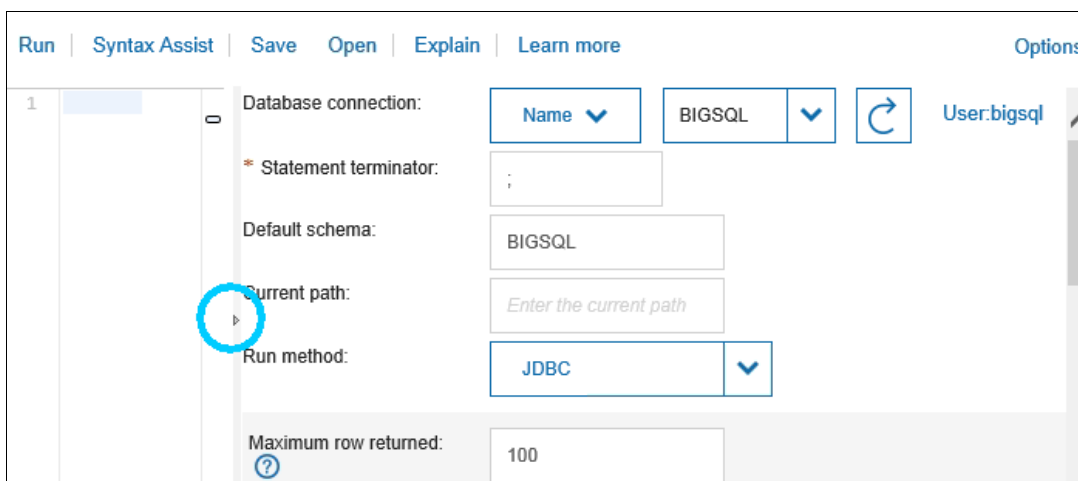 Run Syntax Assist Save Open Explain Learn more Options
1
Database connection: Name BIGSQL User:bigsql
* Statement terminator: ;
Default schema: BIGSQL
Current path: Enter the current path
Run method: JDBC
Maximum row returned: 100
?